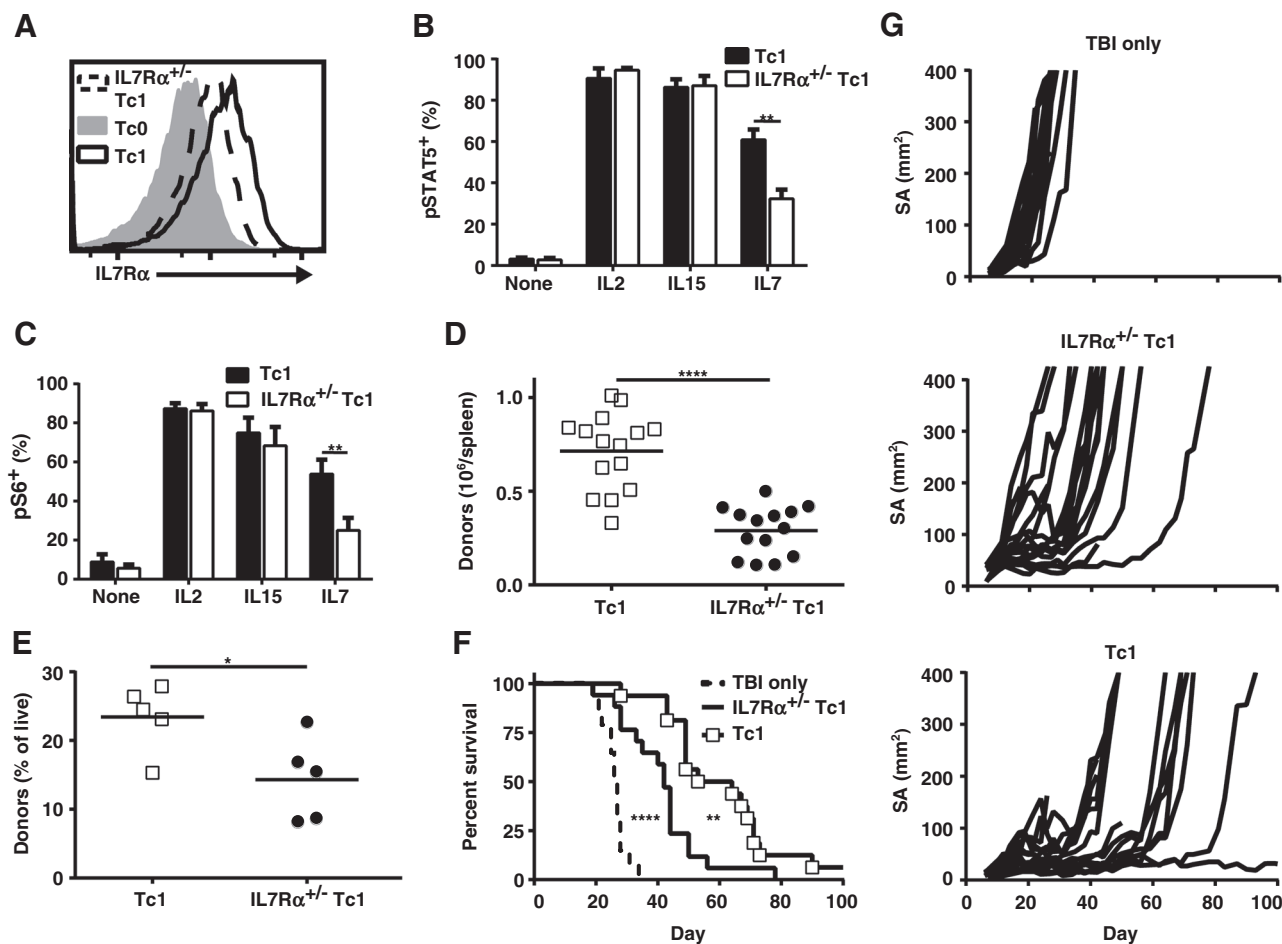 A
IL7Rα+/-
Tc1
Tc0
Tc1
IL7Rα
B
Tc1
IL7Rα+/- Tc1
pSTAT5+ (%)
100
80
60
40
20
0
**
None IL2 IL15 IL7
C
Tc1
IL7Rα+/- Tc1
pS6+ (%)
100
80
60
40
20
0
**
None IL2 IL15 IL7
D
****
Donors (10⁶/spleen)
1.0
0.5
0.0
Tc1 IL7Rα+/- Tc1
E
*
Donors (% of live)
30
20
10
0
Tc1 IL7Rα+/- Tc1
F
TBI only
IL7Rα+/- Tc1
Tc1
Percent survival
100
75
50
25
0
**** **
0 20 40 60 80 100
Day
G
TBI only
SA (mm²)
400
300
200
100
0
IL7Rα+/- Tc1
SA (mm²)
400
300
200
100
0
Tc1
SA (mm²)
400
300
200
100
0
0 20 40 60 80 100
Day